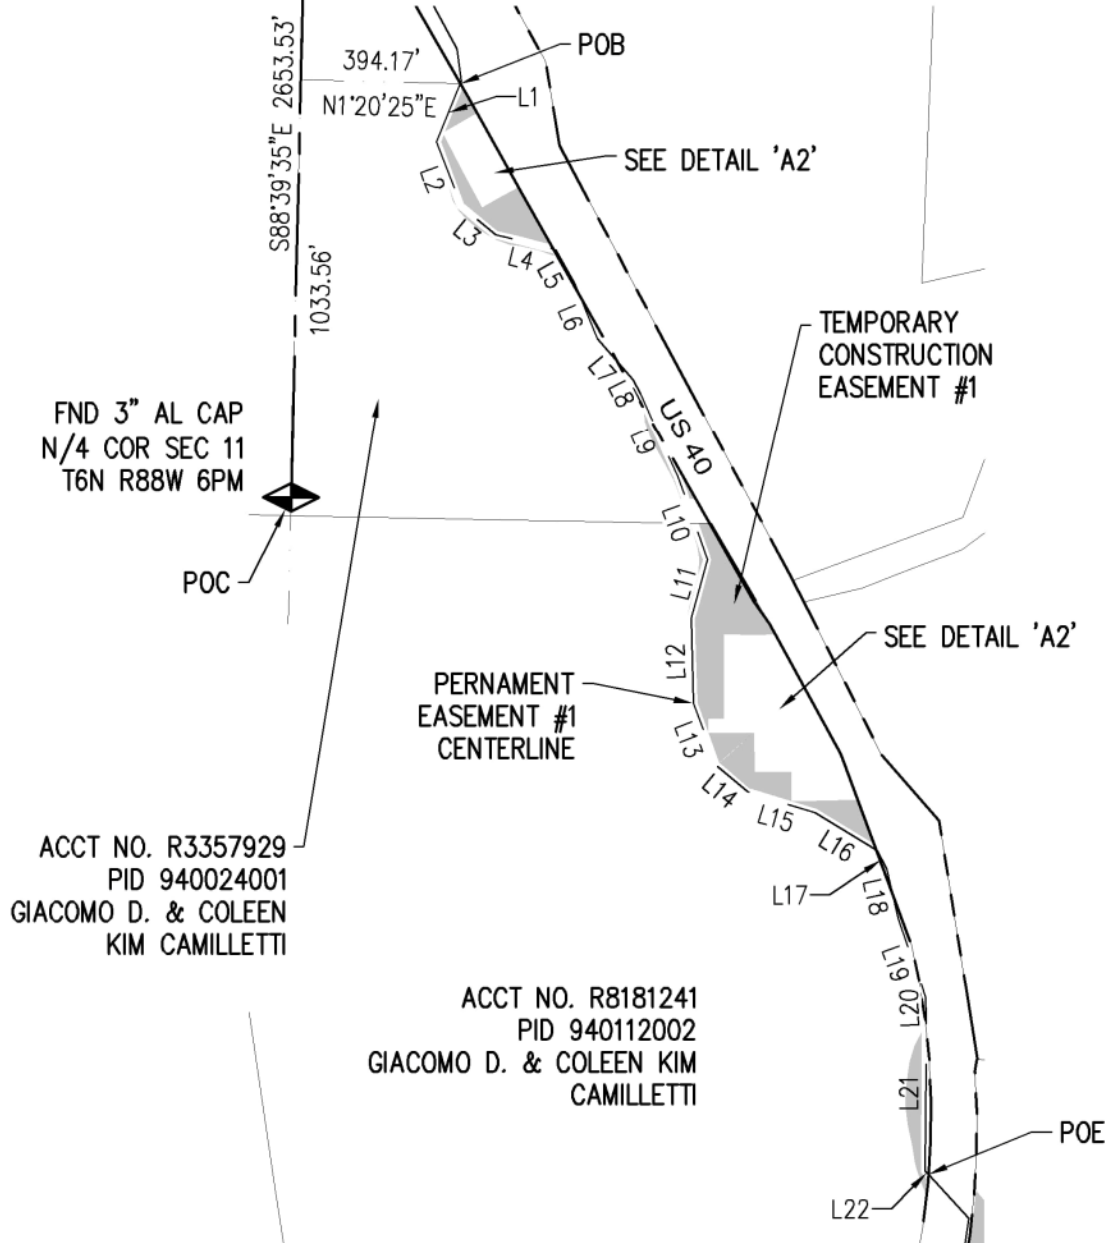 POB
394.17'
N1°20'25"E
S88°39'35"E 2653.53'
1033.56'
L1
SEE DETAIL 'A2'
L2
L3
L4
L5
L6
TEMPORARY
CONSTRUCTION
EASEMENT #1
L7
L8
US 40
L9
FND 3" AL CAP
N/4 COR SEC 11
T6N R88W 6PM
L10
POC
L11
SEE DETAIL 'A2'
L12
PERNAMENT
EASEMENT #1
CENTERLINE
L13
L14
L15
L16
ACCT NO. R3357929
PID 940024001
GIACOMO D. & COLEEN
KIM CAMILLETTI
L17
L18
L19
L20
ACCT NO. R8181241
PID 940112002
GIACOMO D. & COLEEN KIM
CAMILLETTI
L21
POE
L22